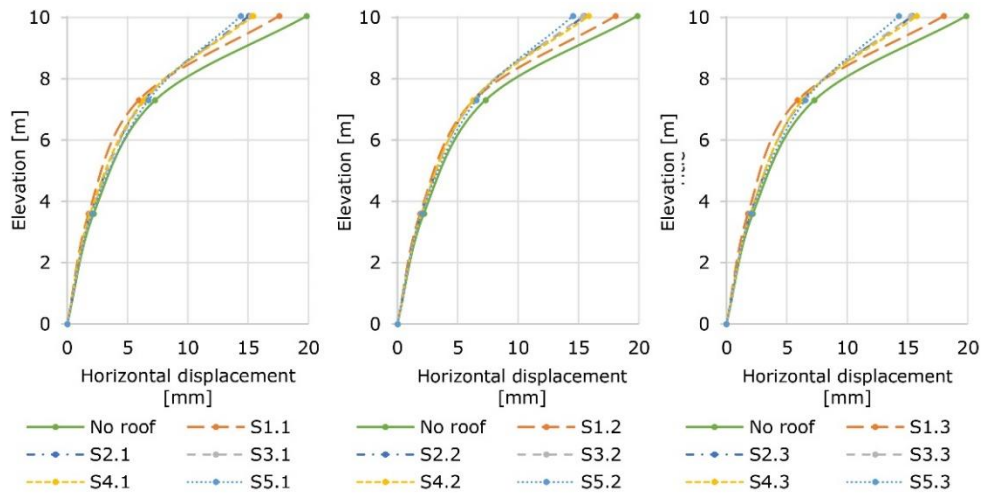 10
8
6
4
2
0
Elevation [m]
0 5 10 15 20
Horizontal displacement
[mm]
No roof S1.1
S2.1 S3.1
S4.1 S5.1
10
8
6
4
2
0
Elevation [m]
0 5 10 15 20
Horizontal displacement
[mm]
No roof S1.2
S2.2 S3.2
S4.2 S5.2
10
8
6
4
2
0
Elevation [m]
0 5 10 15 20
Horizontal displacement
[mm]
No roof S1.3
S2.3 S3.3
S4.3 S5.3